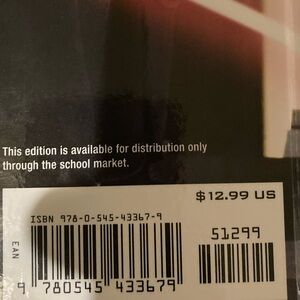 This edition is available for distribution only
through the school market.
$12.99 US
ISBN 978-0-545-43367-9
51299
EAN
9 780545 433679